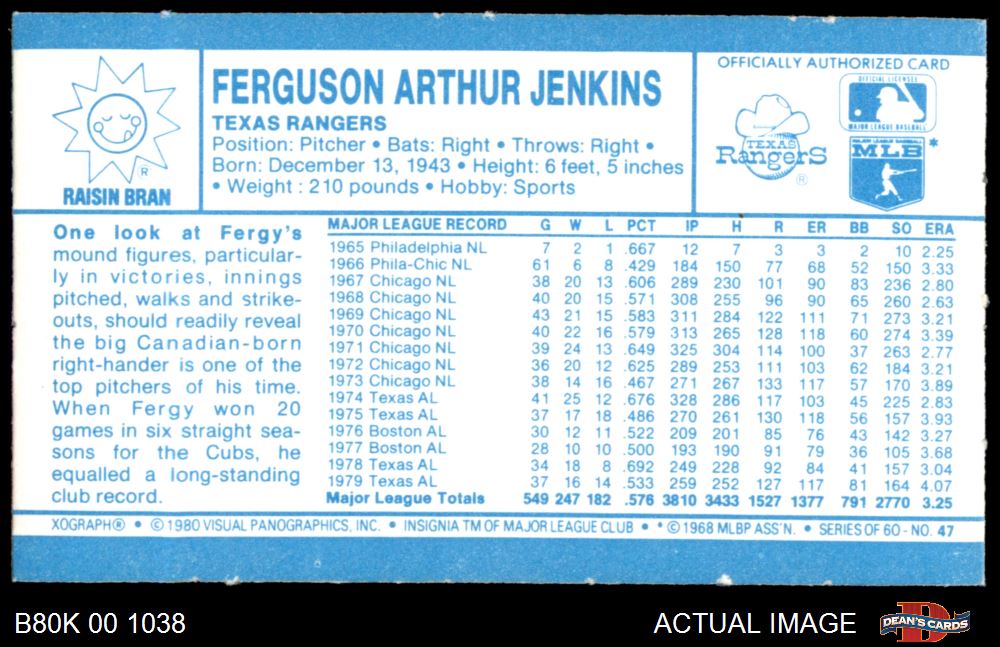 RAISIN BRAN
®
FERGUSON ARTHUR JENKINS
TEXAS RANGERS
Position: Pitcher • Bats: Right • Throws: Right •
Born: December 13, 1943 • Height: 6 feet, 5 inches
• Weight : 210 pounds • Hobby: Sports
OFFICIALLY AUTHORIZED CARD
OFFICIAL LICENSEE
MAJOR LEAGUE BASEBALL
TEXAS
RangerS
®
MAJOR LEAGUE BASEBALL
MLB *
One look at Fergy's
mound figures, particular-
ly in victories, innings
pitched, walks and strike-
outs, should readily reveal
the big Canadian-born
right-hander is one of the
top pitchers of his time.
When Fergy won 20
games in six straight sea-
sons for the Cubs, he
equalled a long-standing
club record.
MAJOR LEAGUE RECORD G W L PCT IP H R ER BB SO ERA
1965 Philadelphia NL 7 2 1 .667 12 7 3 3 2 10 2.25
1966 Phila-Chic NL 61 6 8 .429 184 150 77 68 52 150 3.33
1967 Chicago NL 38 20 13 .606 289 230 101 90 83 236 2.80
1968 Chicago NL 40 20 15 .571 308 255 96 90 65 260 2.63
1969 Chicago NL 43 21 15 .583 311 284 122 111 71 273 3.21
1970 Chicago NL 40 22 16 .579 313 265 128 118 60 274 3.39
1971 Chicago NL 39 24 13 .649 325 304 114 100 37 263 2.77
1972 Chicago NL 36 20 12 .625 289 253 111 103 62 184 3.21
1973 Chicago NL 38 14 16 .467 271 267 133 117 57 170 3.89
1974 Texas AL 41 25 12 .676 328 286 117 103 45 225 2.83
1975 Texas AL 37 17 18 .486 270 261 130 118 56 157 3.93
1976 Boston AL 30 12 11 .522 209 201 85 76 43 142 3.27
1977 Boston AL 28 10 10 .500 193 190 91 79 36 105 3.68
1978 Texas AL 34 18 8 .692 249 228 92 84 41 157 3.04
1979 Texas AL 37 16 14 .533 259 252 127 117 81 164 4.07
Major League Totals 549 247 182 .576 3810 3433 1527 1377 791 2770 3.25
XOGRAPH® • © 1980 VISUAL PANOGRAPHICS, INC. • INSIGNIA TM OF MAJOR LEAGUE CLUB • * © 1968 MLBP ASS'N. • SERIES OF 60 - NO. 47
B80K 00 1038
ACTUAL IMAGE
D
DEAN'S CARDS